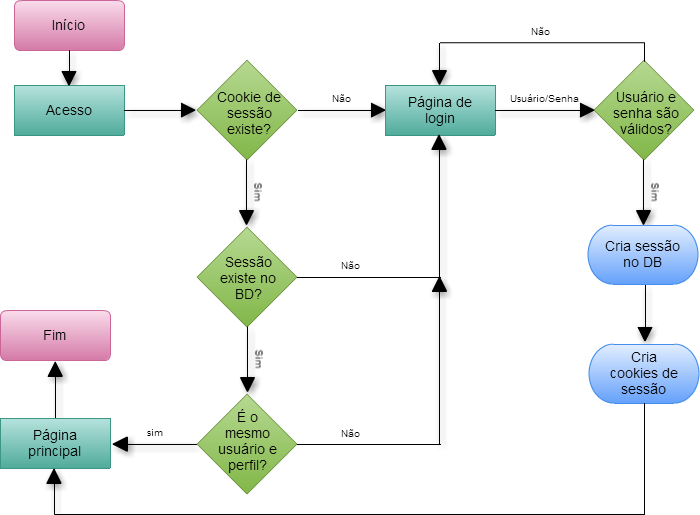 Início
Não
Acesso
Cookie de
sessão
existe?
Não
Página de
login
Usuário/Senha
Usuário e
senha são
válidos?
Sim
Sim
Sessão
existe no
BD?
Não
Cria sessão
no DB
Fim
Sim
Cria
cookies de
sessão
É o
mesmo
usuário e
perfil?
sim
Não
Página
principal